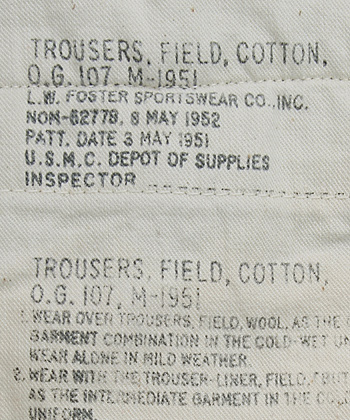 TROUSERS, FIELD, COTTON,
O.G. 107, M-1951
L.W. FOSTER SPORTSWEAR CO., INC.
NOM-62778, 8 MAY 1952
PATT. DATE 3 MAY 1951
U.S.M.C. DEPOT OF SUPPLIES
INSPECTOR
TROUSERS, FIELD, COTTON,
O.G. 107, M-1951
1. WEAR OVER TROUSERS, FIELD, WOOL, AS THE
GARMENT COMBINATION IN THE COLD-WET
WEAR ALONE IN MILD WEATHER.
2. WEAR WITH THE TROUSER-LINER, FIELD,
AS THE INTERMEDIATE GARMENT IN THE
UNIFORM.